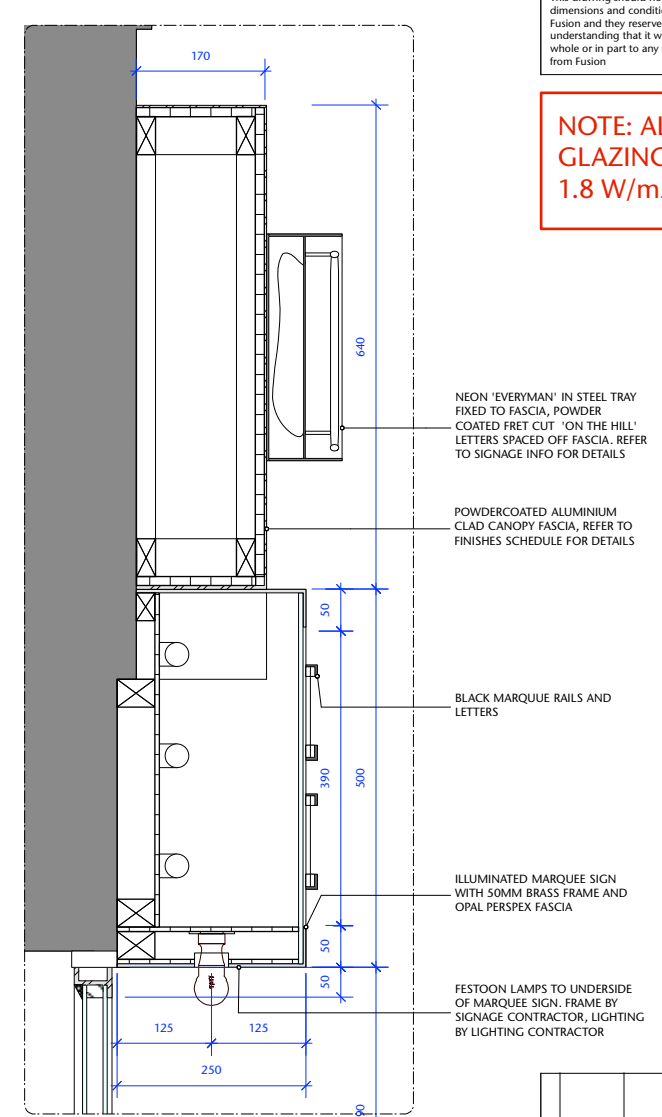 This drawing should no
dimensions and conditio
Fusion and they reserve
understanding that it w
whole or in part to any
from Fusion
NOTE: AL
GLAZING
1.8 W/m
170
640
NEON 'EVERYMAN' IN STEEL TRAY
FIXED TO FASCIA, POWDER
COATED FRET CUT 'ON THE HILL'
LETTERS SPACED OFF FASCIA. REFER
TO SIGNAGE INFO FOR DETAILS
POWDERCOATED ALUMINIUM
CLAD CANOPY FASCIA, REFER TO
FINISHES SCHEDULE FOR DETAILS
50
BLACK MARQUUE RAILS AND
LETTERS
390
500
ILLUMINATED MARQUEE SIGN
WITH 50MM BRASS FRAME AND
OPAL PERSPEX FASCIA
50
50
FESTOON LAMPS TO UNDERSIDE
OF MARQUEE SIGN. FRAME BY
SIGNAGE CONTRACTOR, LIGHTING
BY LIGHTING CONTRACTOR
125
125
250
90